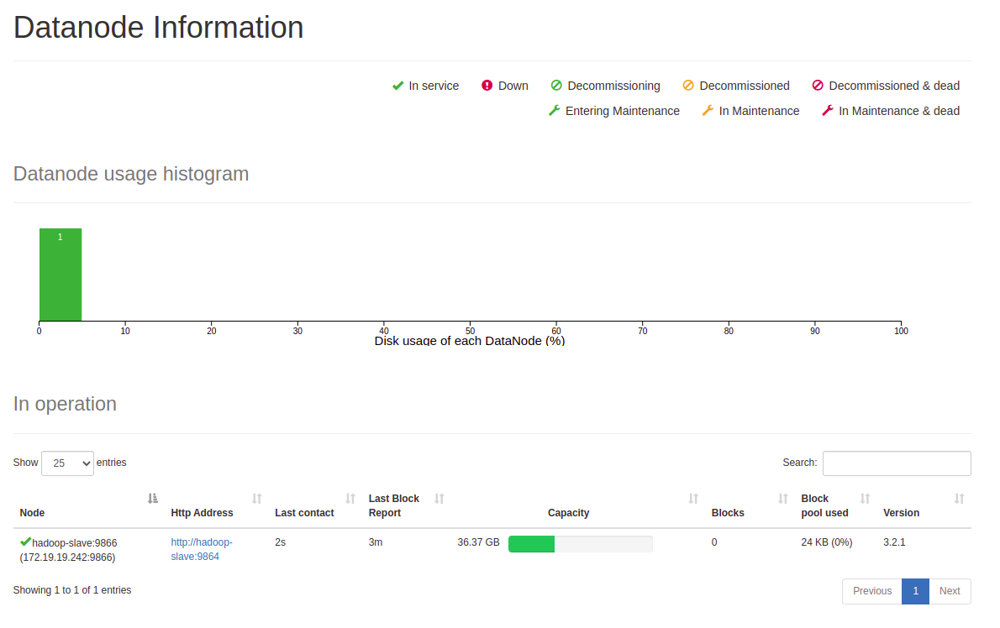 Datanode Information
In service Down Decommissioning Decommissioned Decommissioned & dead
Entering Maintenance In Maintenance In Maintenance & dead
Datanode usage histogram
1
0 10 20 30 40 50 60 70 80 90 100
Disk usage of each DataNode (%)
In operation
Show 25 entries Search:
Node Http Address Last contact Last Block Report Capacity Blocks Block pool used Version
hadoop-slave:9866 http://hadoop- 2s 3m 36.37 GB 0 24 KB (0%) 3.2.1
(172.19.19.242:9866) slave:9864
Showing 1 to 1 of 1 entries Previous 1 Next